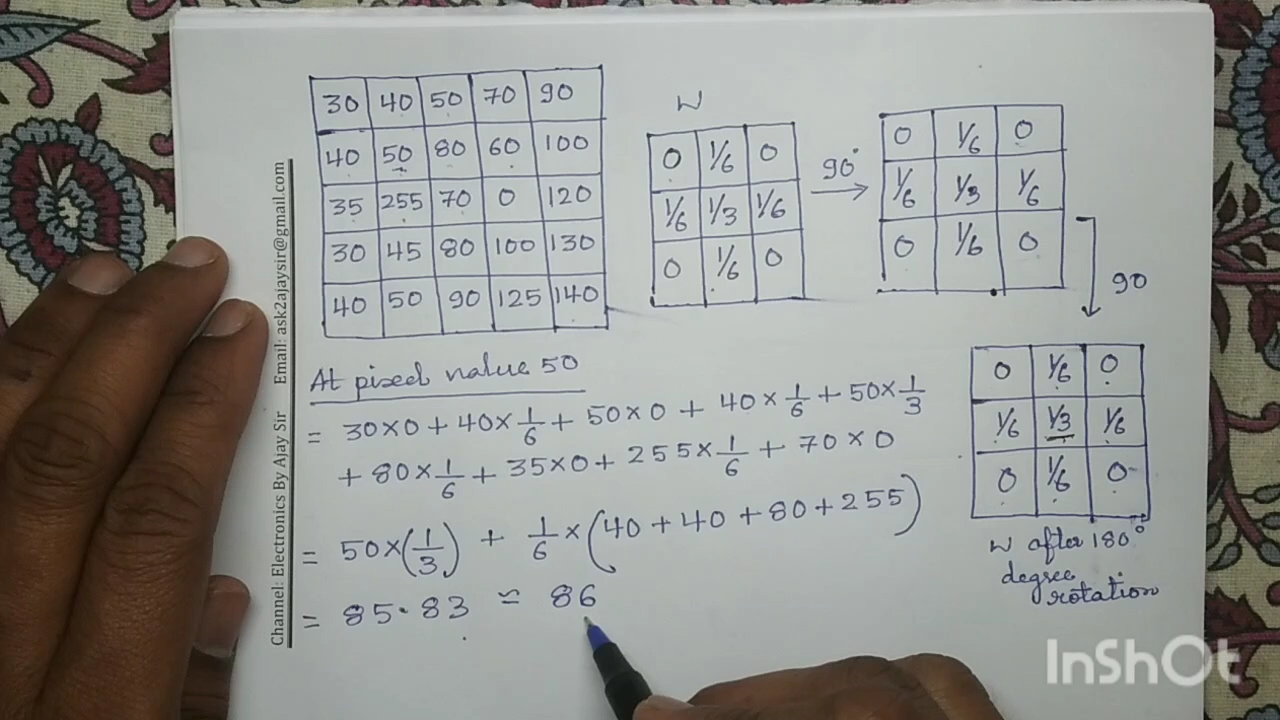 30 40 50 70 90
40 50 80 60 100
35 255 70 0 120
30 45 80 100 130
40 50 90 125 140
W
0 1/6 0
1/6 1/3 1/6
0 1/6 0
90°
0 1/6 0
1/6 1/3 1/6
0 1/6 0
90
0 1/6 0
1/6 1/3 1/6
0 1/6 0
W after 180°
degree
rotation
At pixel value 50
= 30×0 + 40×1/6 + 50×0 + 40×1/6 + 50×1/3
+ 80×1/6 + 35×0 + 255×1/6 + 70×0
= 50×(1/3) + 1/6×(40+40+80+255)
= 85.83 ≃ 86
Channel: Electronics By Ajay Sir Email: ask2ajaysir@gmail.com
InShOt